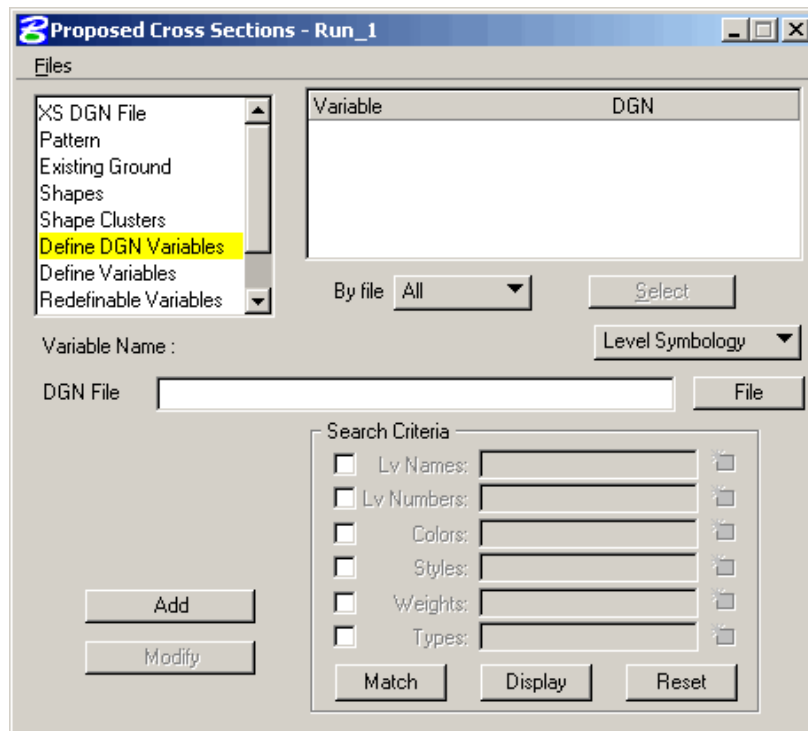 Proposed Cross Sections - Run_1
Files
XS DGN File
Pattern
Existing Ground
Shapes
Shape Clusters
Define DGN Variables
Define Variables
Redefinable Variables
Variable DGN
By file All Select
Variable Name : Level Symbology
DGN File File
Search Criteria
Lv Names:
Lv Numbers:
Colors:
Styles:
Weights:
Types:
Add
Modify
Match Display Reset